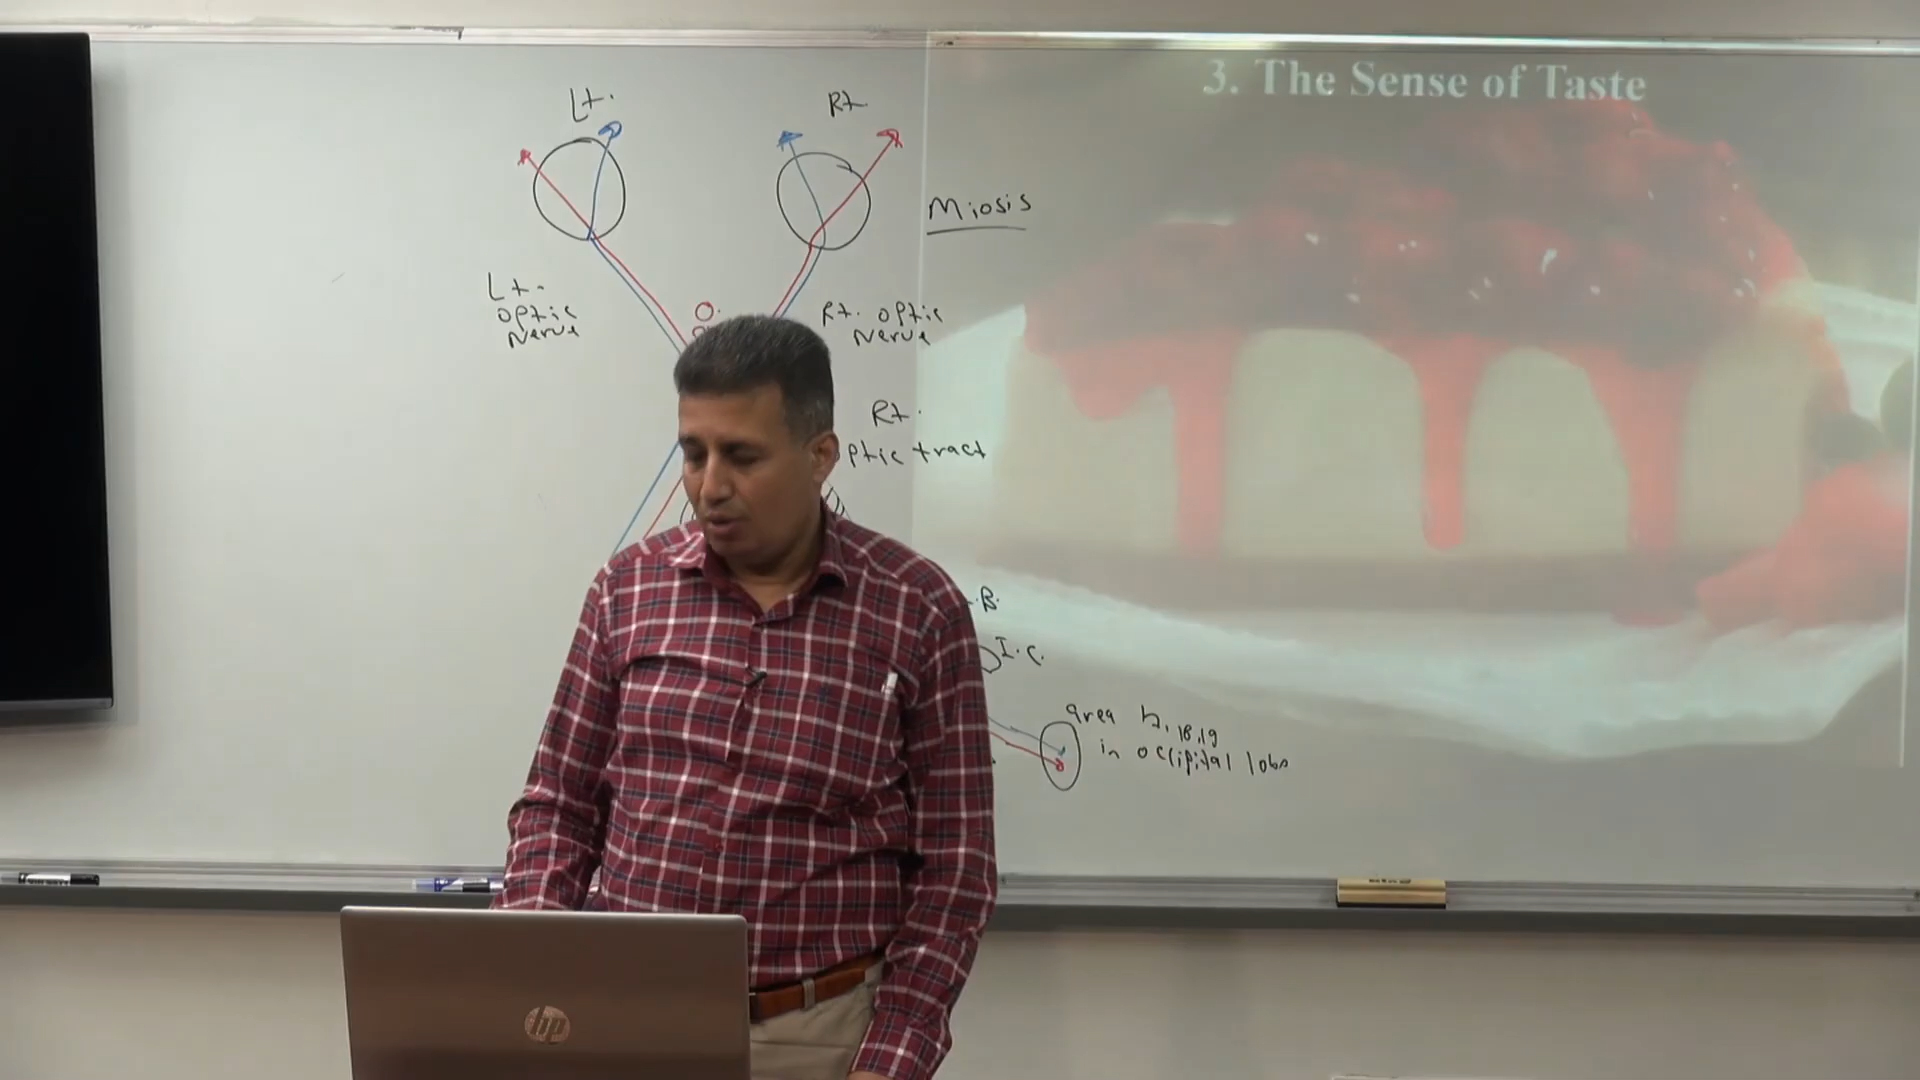 3. The Sense of Taste
Lt.
Rt.
Miosis
Lt.
optic
Nerve
Rt. optic
Nerve
Rt.
ptic tract
.B.
I.C.
area 17, 18,19
in occipital lobe
hp